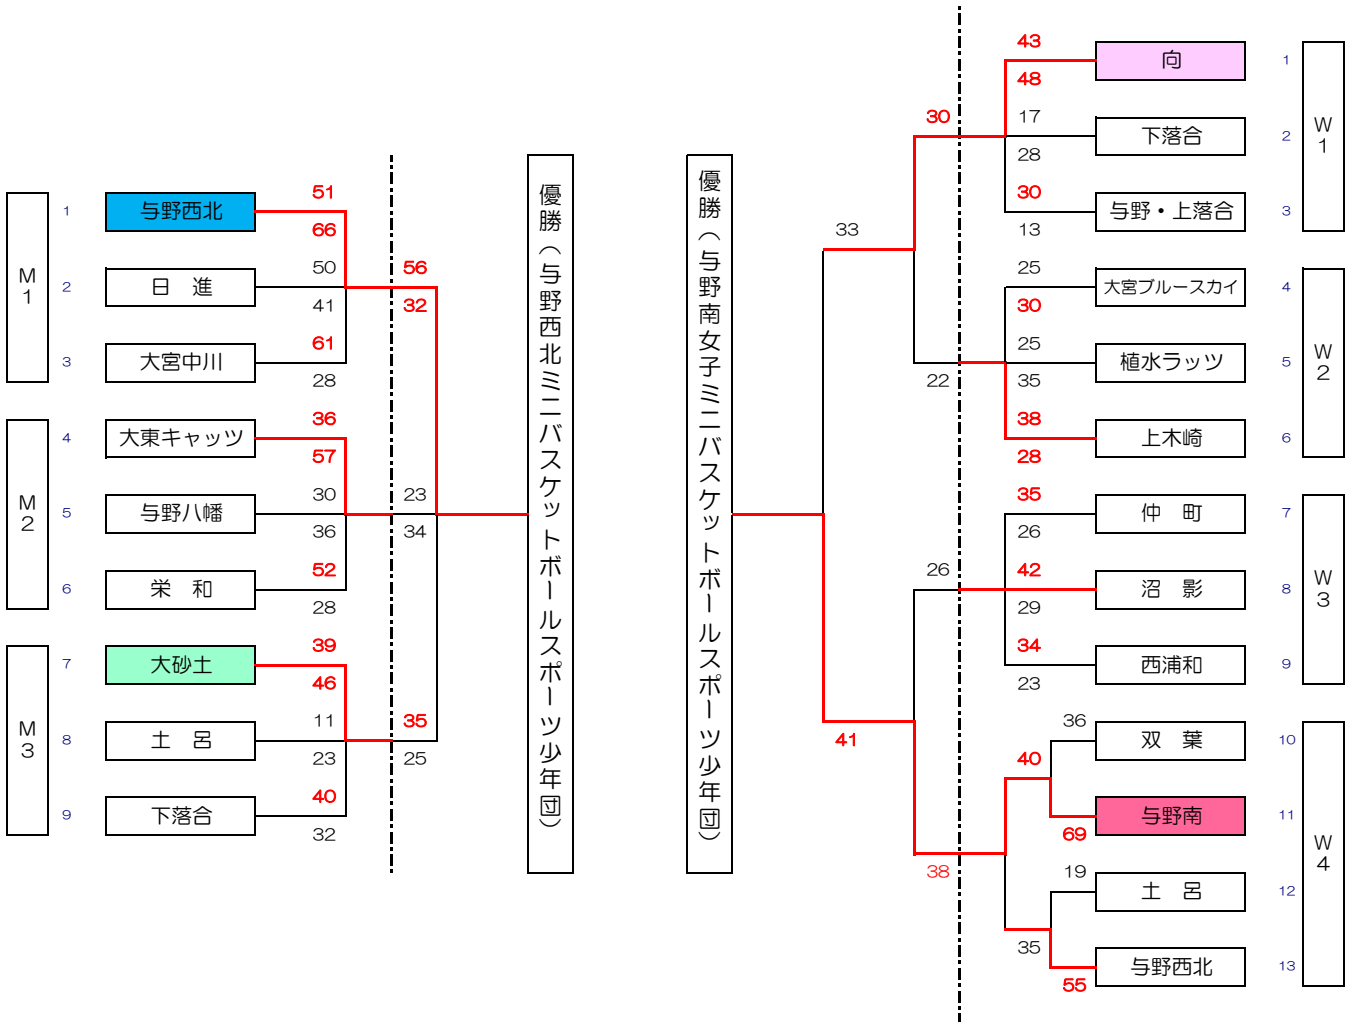 M1
1
与野西北
51
66
2
日　進
50
41
3
大宮中川
61
28
M2
4
大東キャッツ
36
57
5
与野八幡
30
36
6
栄　和
52
28
M3
7
大砂土
39
46
8
土　呂
11
23
9
下落合
40
32
56
32
23
34
35
25
優勝（与野西北ミニバスケットボールスポーツ少年団）
優勝（与野南女子ミニバスケットボールスポーツ少年団）
33
41
30
22
26
38
43
48
向
1
W1
17
28
下落合
2
30
13
与野・上落合
3
25
30
大宮ブルースカイ
4
W2
25
35
植水ラッツ
5
38
28
上木崎
6
35
26
仲　町
7
W3
42
29
沼　影
8
34
23
西浦和
9
36
双　葉
10
W4
40
69
与野南
11
19
土　呂
12
35
55
与野西北
13